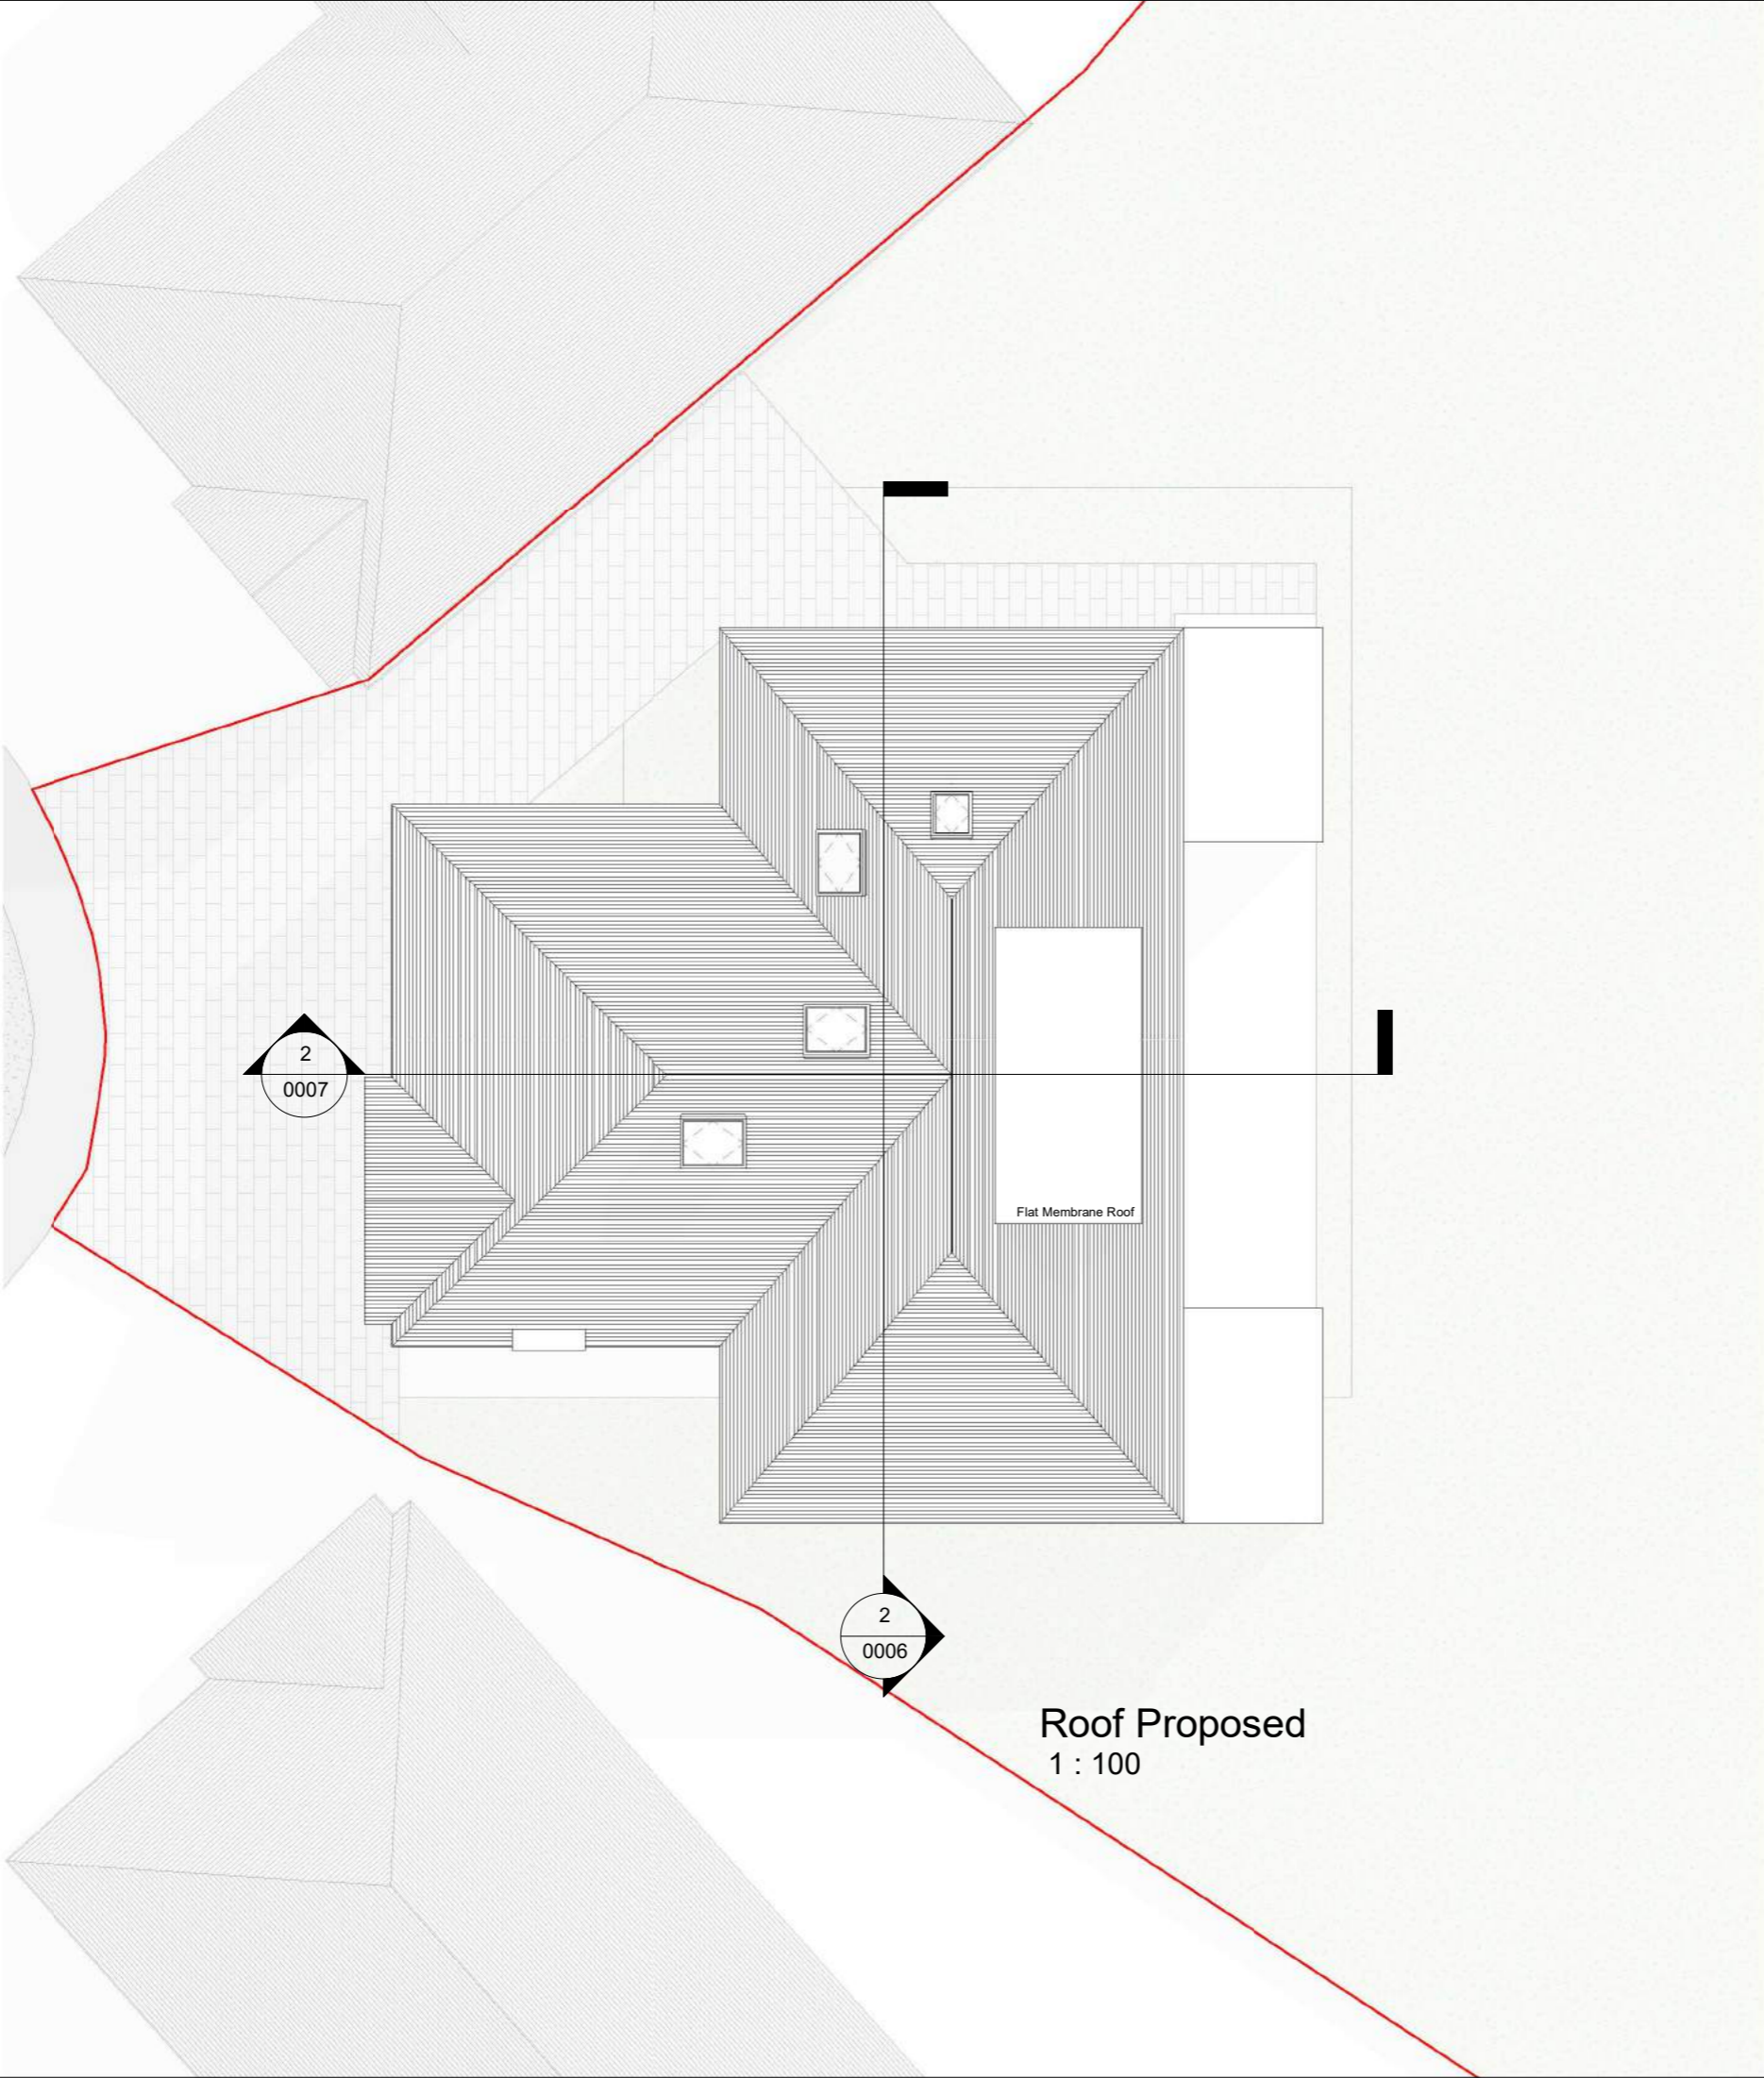 2
0007
Flat Membrane Roof
2
0006
Roof Proposed
1 : 100